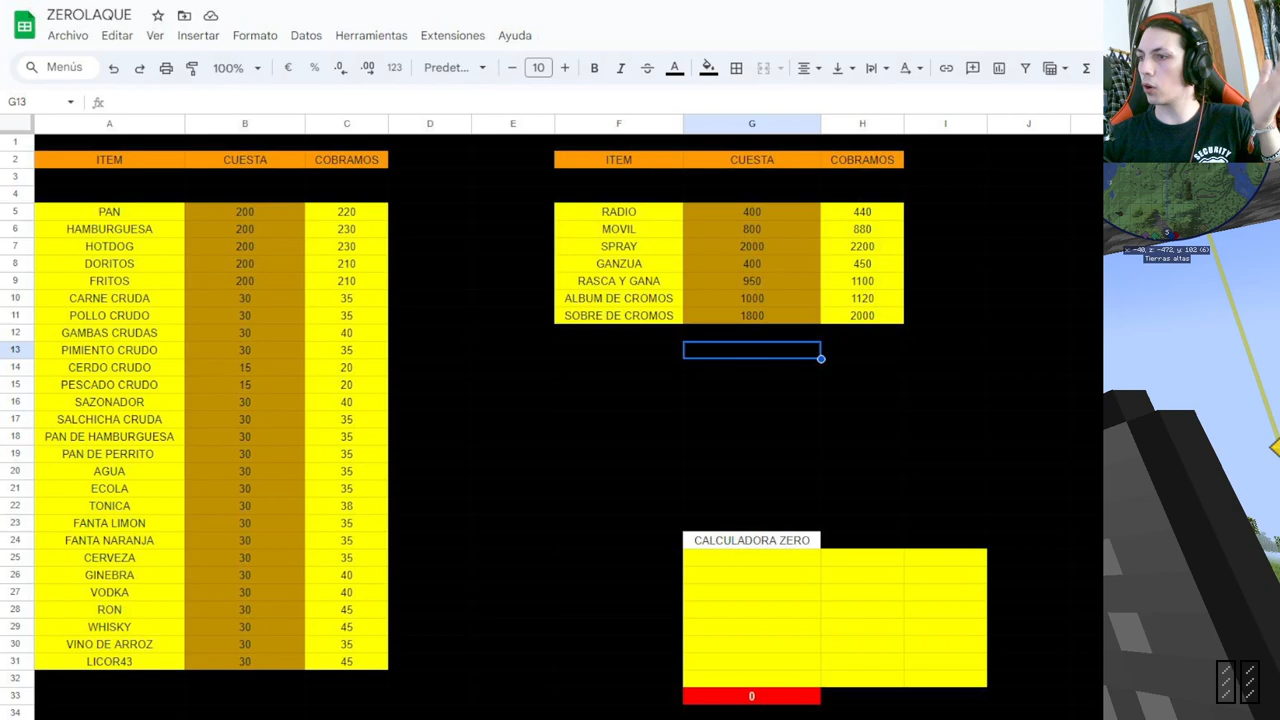 ZEROLAQUE
Archivo Editar Ver Insertar Formato Datos Herramientas Extensiones Ayuda
Menús 100% € % .0 .00 123 Predet... 10 B I A Σ
G13 fx
A B C D E F G H I J
1
2 ITEM CUESTA COBRAMOS ITEM CUESTA COBRAMOS
3
4
5 PAN 200 220 RADIO 400 440
6 HAMBURGUESA 200 230 MOVIL 800 880
7 HOTDOG 200 230 SPRAY 2000 2200
8 DORITOS 200 210 GANZUA 400 450
9 FRITOS 200 210 RASCA Y GANA 950 1100
10 CARNE CRUDA 30 35 ALBUM DE CROMOS 1000 1120
11 POLLO CRUDO 30 35 SOBRE DE CROMOS 1800 2000
12 GAMBAS CRUDAS 30 40
13 PIMIENTO CRUDO 30 35
14 CERDO CRUDO 15 20
15 PESCADO CRUDO 15 20
16 SAZONADOR 30 40
17 SALCHICHA CRUDA 30 35
18 PAN DE HAMBURGUESA 30 35
19 PAN DE PERRITO 30 35
20 AGUA 30 35
21 ECOLA 30 35
22 TONICA 30 38
23 FANTA LIMON 30 35
24 FANTA NARANJA 30 35 CALCULADORA ZERO
25 CERVEZA 30 35
26 GINEBRA 30 40
27 VODKA 30 40
28 RON 30 45
29 WHISKY 30 45
30 VINO DE ARROZ 30 35
31 LICOR43 30 45
32
33 0
34
SECURITY
S
x: -40, z: -472, y: 102 (6)
Tierras altas